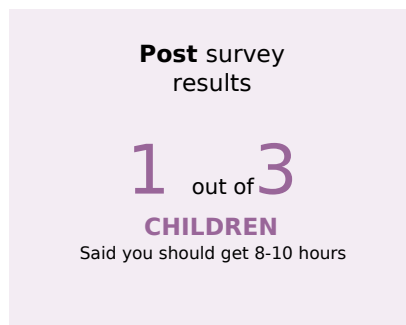 Post survey
results
1 out of 3
CHILDREN
Said you should get 8-10 hours